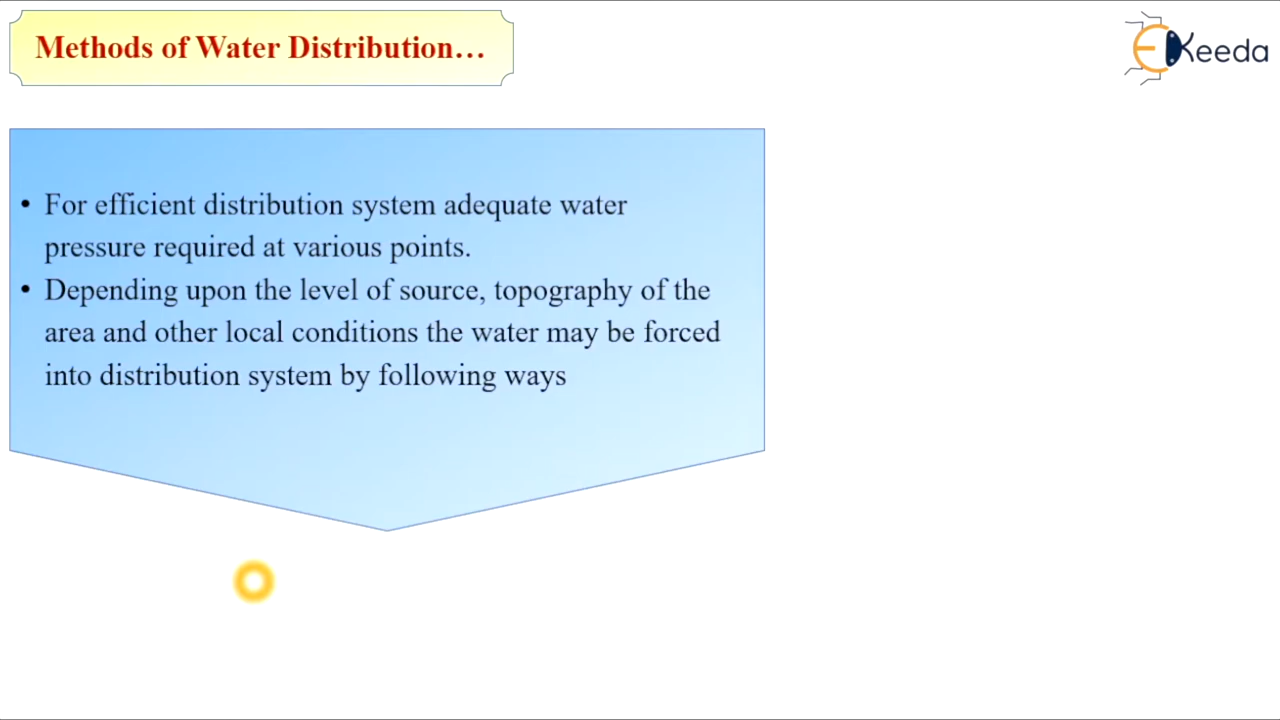 Methods of Water Distribution...
EKeeda
• For efficient distribution system adequate water
pressure required at various points.
• Depending upon the level of source, topography of the
area and other local conditions the water may be forced
into distribution system by following ways